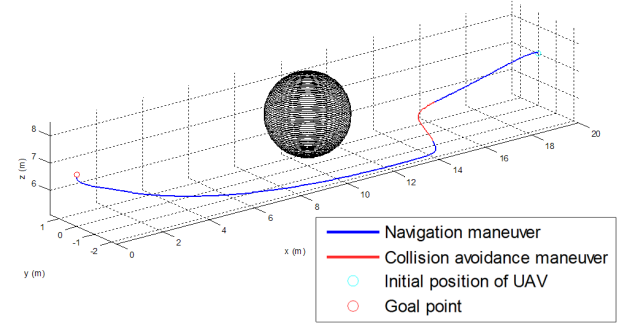 8
7
6
z (m)
1
0
-1
-2
y (m)
0
2
4
6
8
10
12
14
16
18
20
x (m)
Navigation maneuver
Collision avoidance maneuver
Initial position of UAV
Goal point